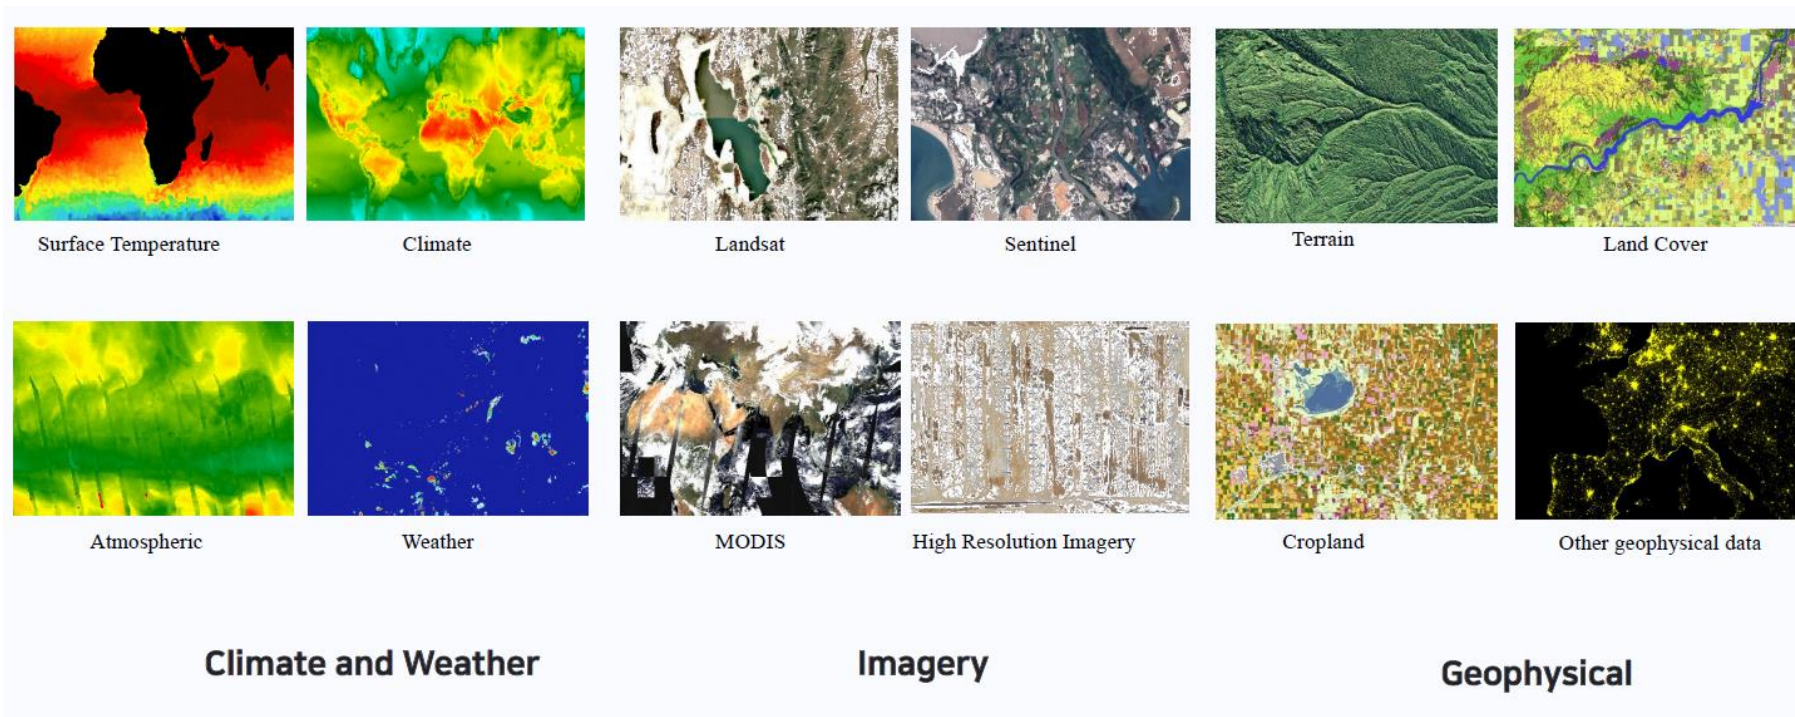 Surface Temperature
Climate
Landsat
Sentinel
Terrain
Land Cover
Atmospheric
Weather
MODIS
High Resolution Imagery
Cropland
Other geophysical data
Climate and Weather
Imagery
Geophysical